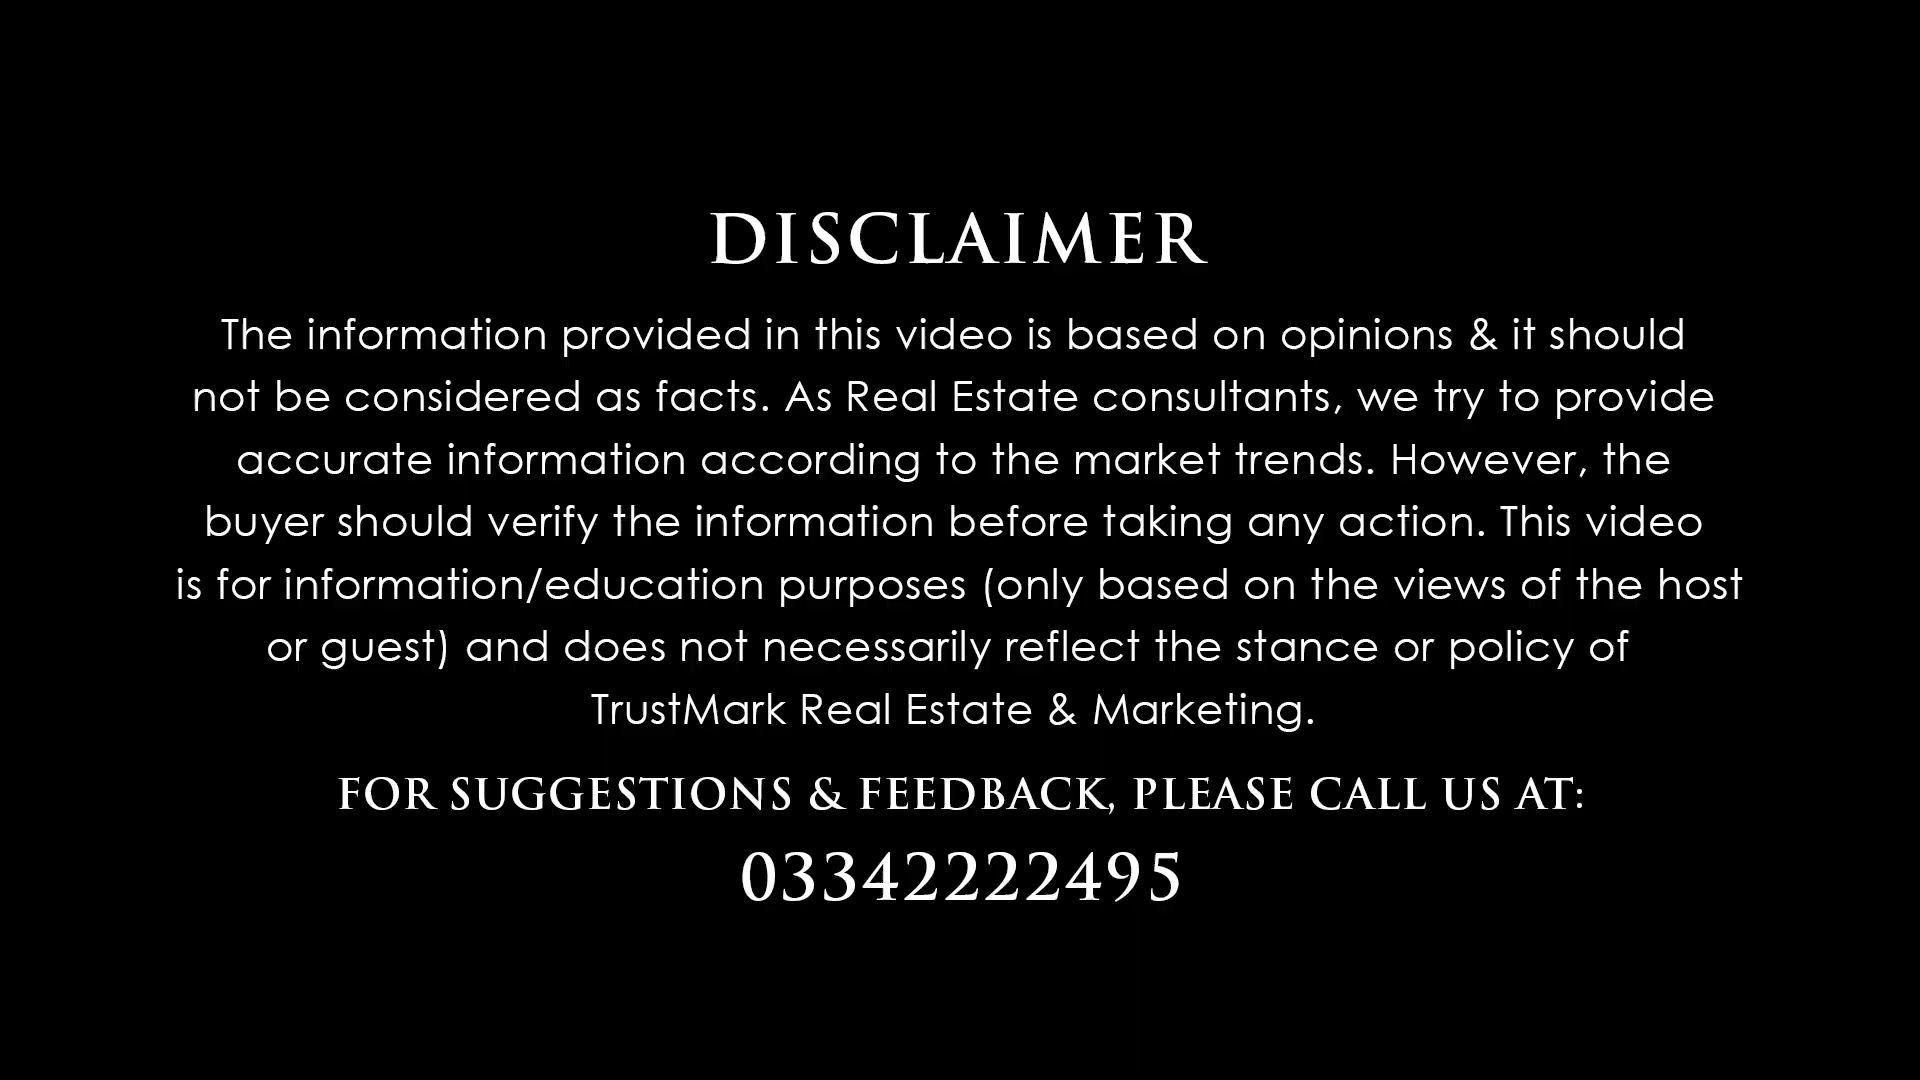 DISCLAIMER
The information provided in this video is based on opinions & it should
not be considered as facts. As Real Estate consultants, we try to provide
accurate information according to the market trends. However, the
buyer should verify the information before taking any action. This video
is for information/education purposes (only based on the views of the host
or guest) and does not necessarily reflect the stance or policy of
TrustMark Real Estate & Marketing.
FOR SUGGESTIONS & FEEDBACK, PLEASE CALL US AT:
03342222495